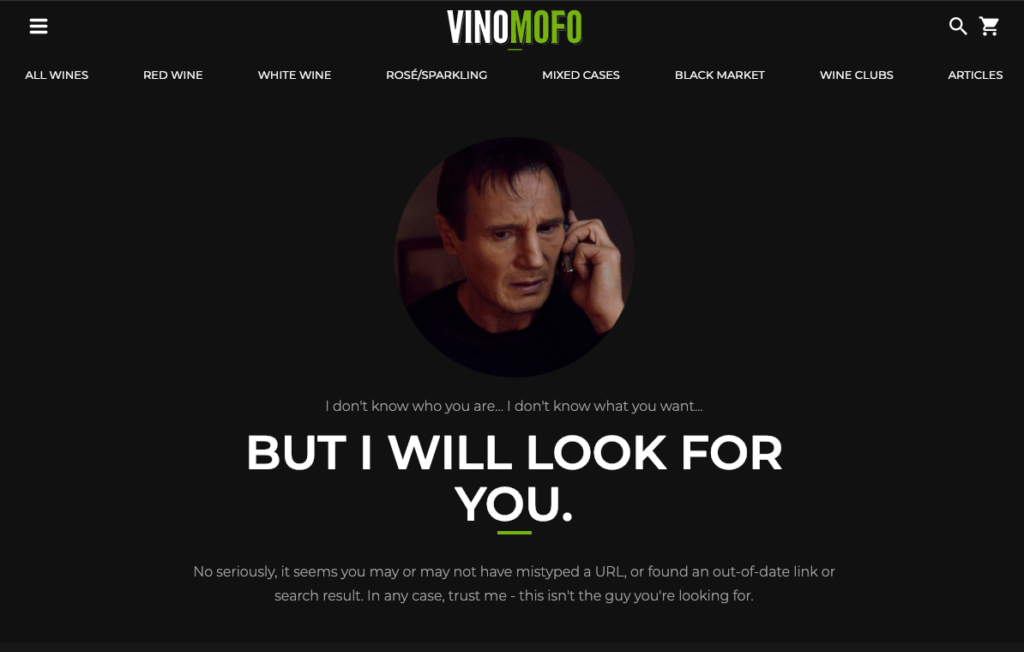 VINOMOFO
ALL WINES RED WINE WHITE WINE ROSÉ/SPARKLING MIXED CASES BLACK MARKET WINE CLUBS ARTICLES
I don't know who you are... I don't know what you want...
BUT I WILL LOOK FOR
YOU.
No seriously, it seems you may or may not have mistyped a URL, or found an out-of-date link or
search result. In any case, trust me - this isn't the guy you're looking for.